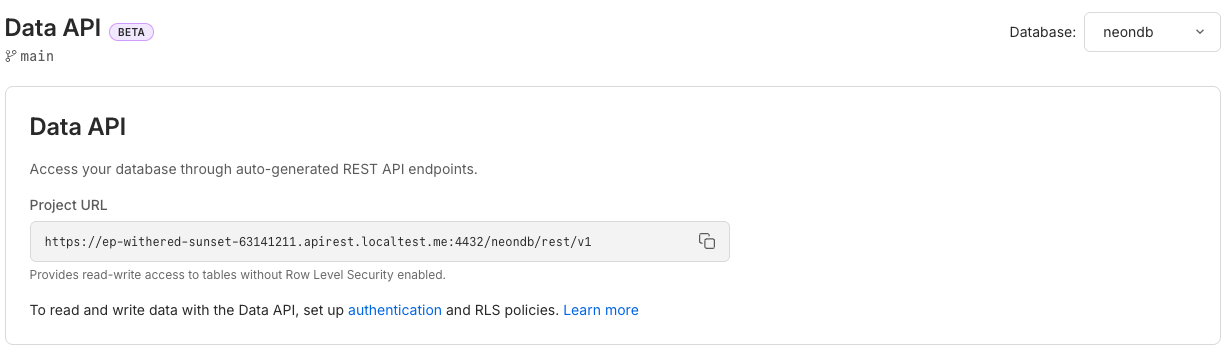 Data API BETA
Database: neondb
main
Data API
Access your database through auto-generated REST API endpoints.
Project URL
https://ep-withered-sunset-63141211.apirest.localtest.me:4432/neondb/rest/v1
Provides read-write access to tables without Row Level Security enabled.
To read and write data with the Data API, set up authentication and RLS policies. Learn more